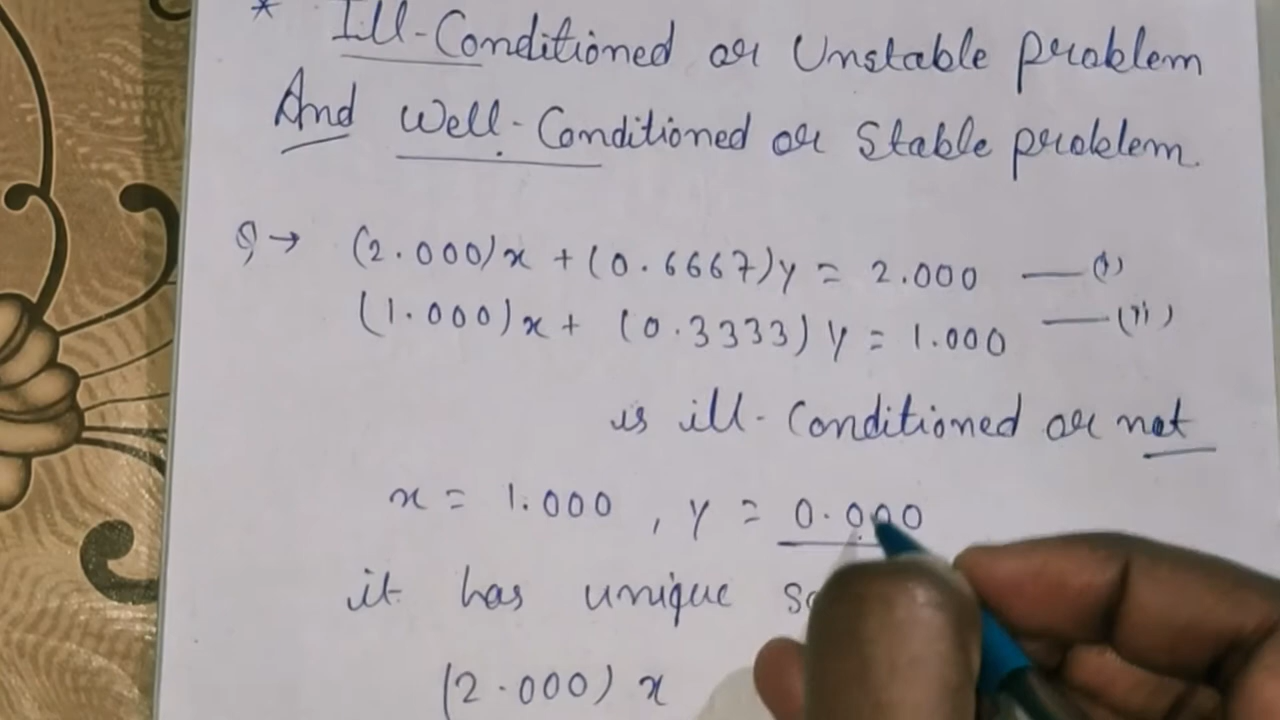 * Ill-Conditioned or Unstable problem
And Well-Conditioned or Stable problem.
Q → (2.000)x + (0.6667)y = 2.000 —(i)
(1.000)x + (0.3333)y = 1.000 —(ii)
is ill-Conditioned or not
x = 1.000, y = 0.000
it has unique
(2.000) x